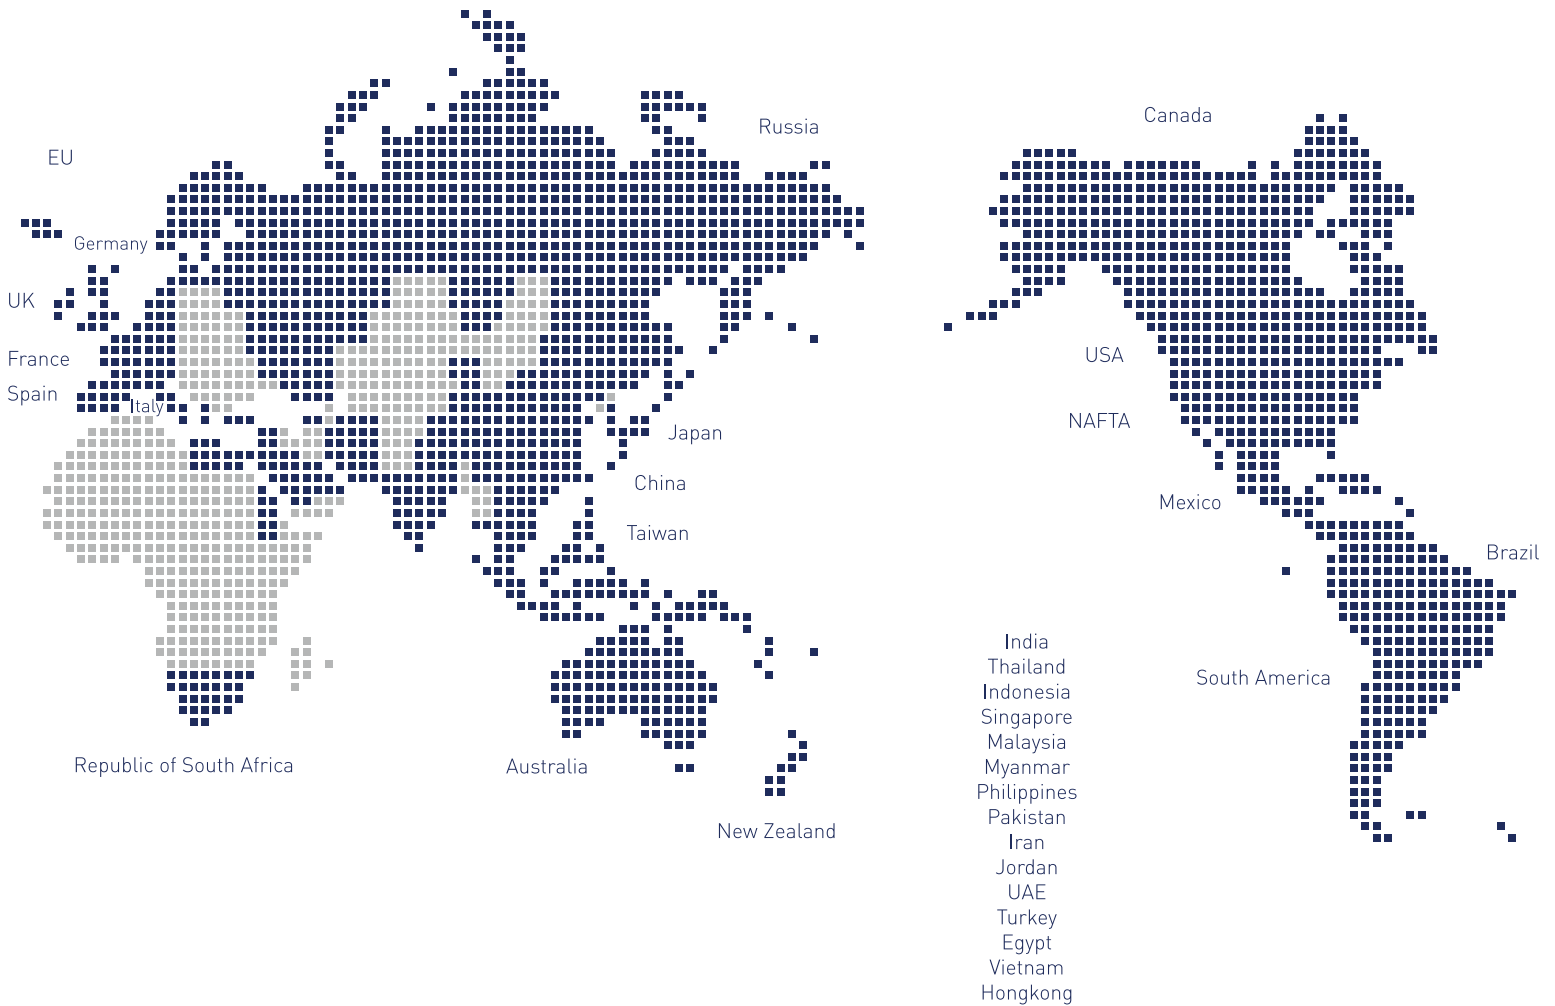 Canada
Russia
EU
Germany
UK
France
Spain
Italy
USA
NAFTA
Japan
China
Mexico
Taiwan
Brazil
South America
Republic of South Africa
Australia
New Zealand
India
Thailand
Indonesia
Singapore
Malaysia
Myanmar
Philippines
Pakistan
Iran
Jordan
UAE
Turkey
Egypt
Vietnam
Hongkong